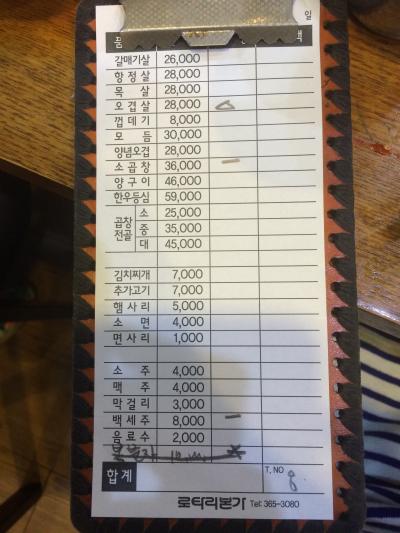 일
품
갈매기살 26,000
항정살 28,000
목 살 28,000
오겹살 28,000
껍데기 8,000
모 듬 30,000
양념오겹 28,000
소곱창 36,000 ―
양구이 46,000
한우등심 59,000
곱창전골 소 25,000
중 35,000
대 45,000
김치찌개 7,000
추가고기 7,000
햄사리 5,000
소 면 4,000
면사리 1,000
소 주 4,000
맥 주 4,000
막걸리 3,000
백세주 8,000 ―
음료수 2,000
합계 T. NO 8
로타리본가 Tel: 365-3080